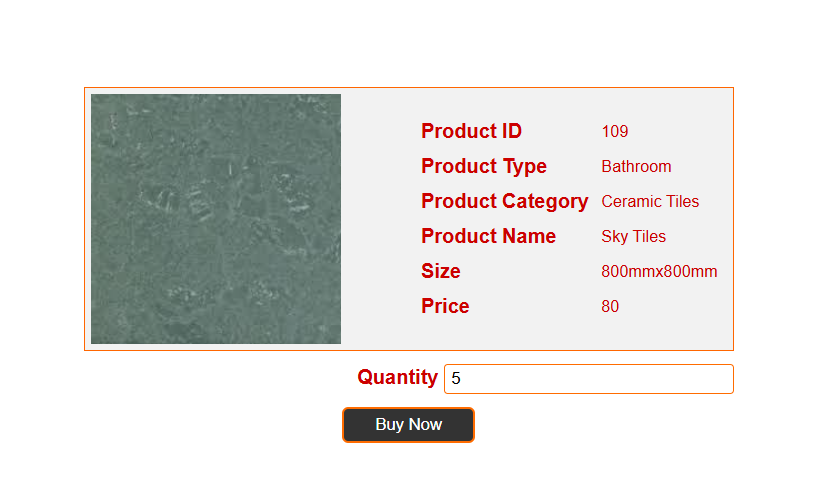 Product ID 109
Product Type Bathroom
Product Category Ceramic Tiles
Product Name Sky Tiles
Size 800mmx800mm
Price 80
Quantity 5
Buy Now